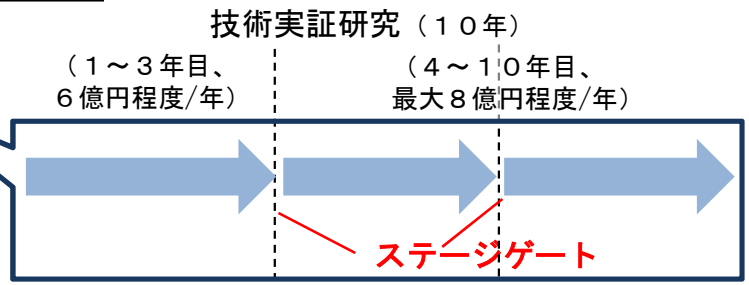 技術実証研究（１０年）
（１～３年目、
６億円程度/年）
（４～１０年目、
最大８億円程度/年）
ステージゲート